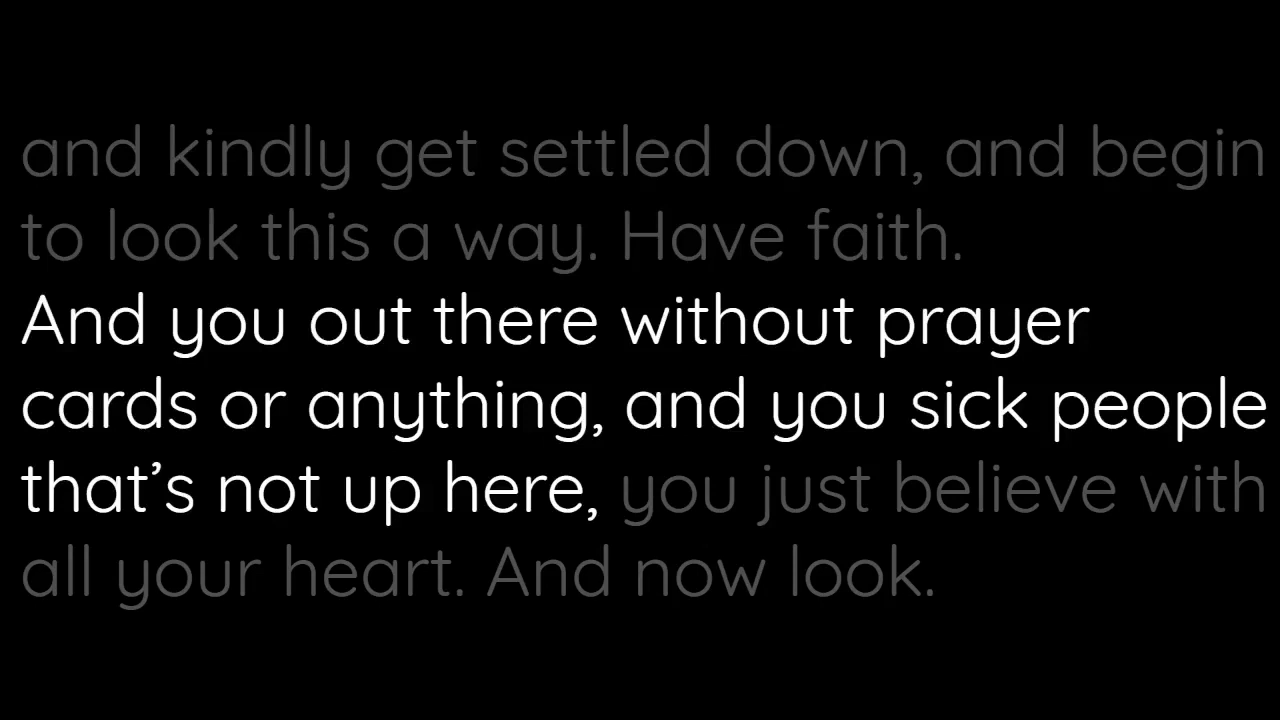 and kindly get settled down, and begin
to look this a way. Have faith.
And you out there without prayer
cards or anything, and you sick people
that’s not up here, you just believe with
all your heart. And now look.